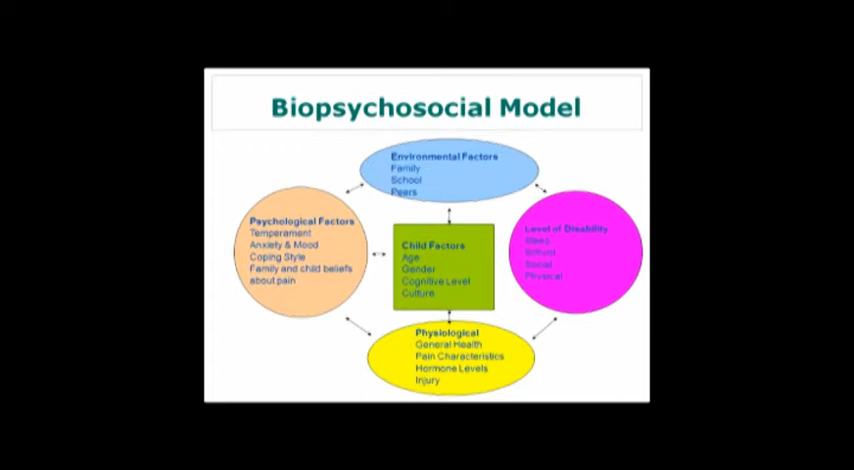 Biopsychosocial Model
Environmental Factors
Family
School
Peers
Psychological Factors
Temperament
Anxiety & Mood
Coping Style
Family and child beliefs
about pain
Child Factors
Age
Gender
Cognitive Level
Culture
Level of Disability
Sleep
School
Social
Physical
Physiological
General Health
Pain Characteristics
Hormone Levels
Injury